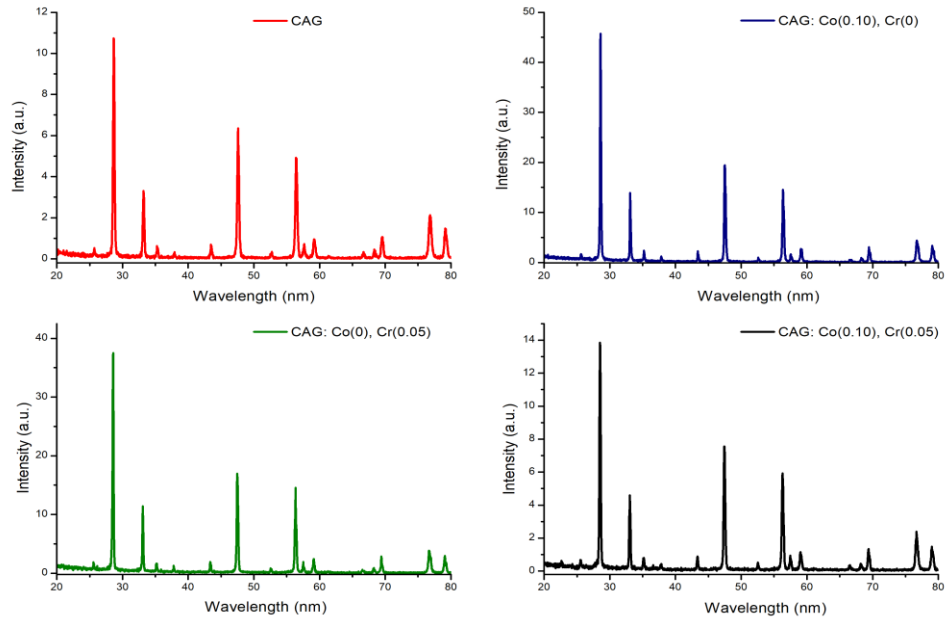 CAG
12
10
8
6
4
2
0
Intensity (a.u.)
20 30 40 50 60 70 80
Wavelength (nm)
CAG: Co(0.10), Cr(0)
50
40
30
20
10
0
Intensity (a.u.)
20 30 40 50 60 70 80
Wavelength (nm)
CAG: Co(0), Cr(0.05)
40
30
20
10
0
Intensity (a.u.)
20 30 40 50 60 70 80
Wavelength (nm)
CAG: Co(0.10), Cr(0.05)
14
12
10
8
6
4
2
0
Intensity (a.u.)
20 30 40 50 60 70 80
Wavelength (nm)